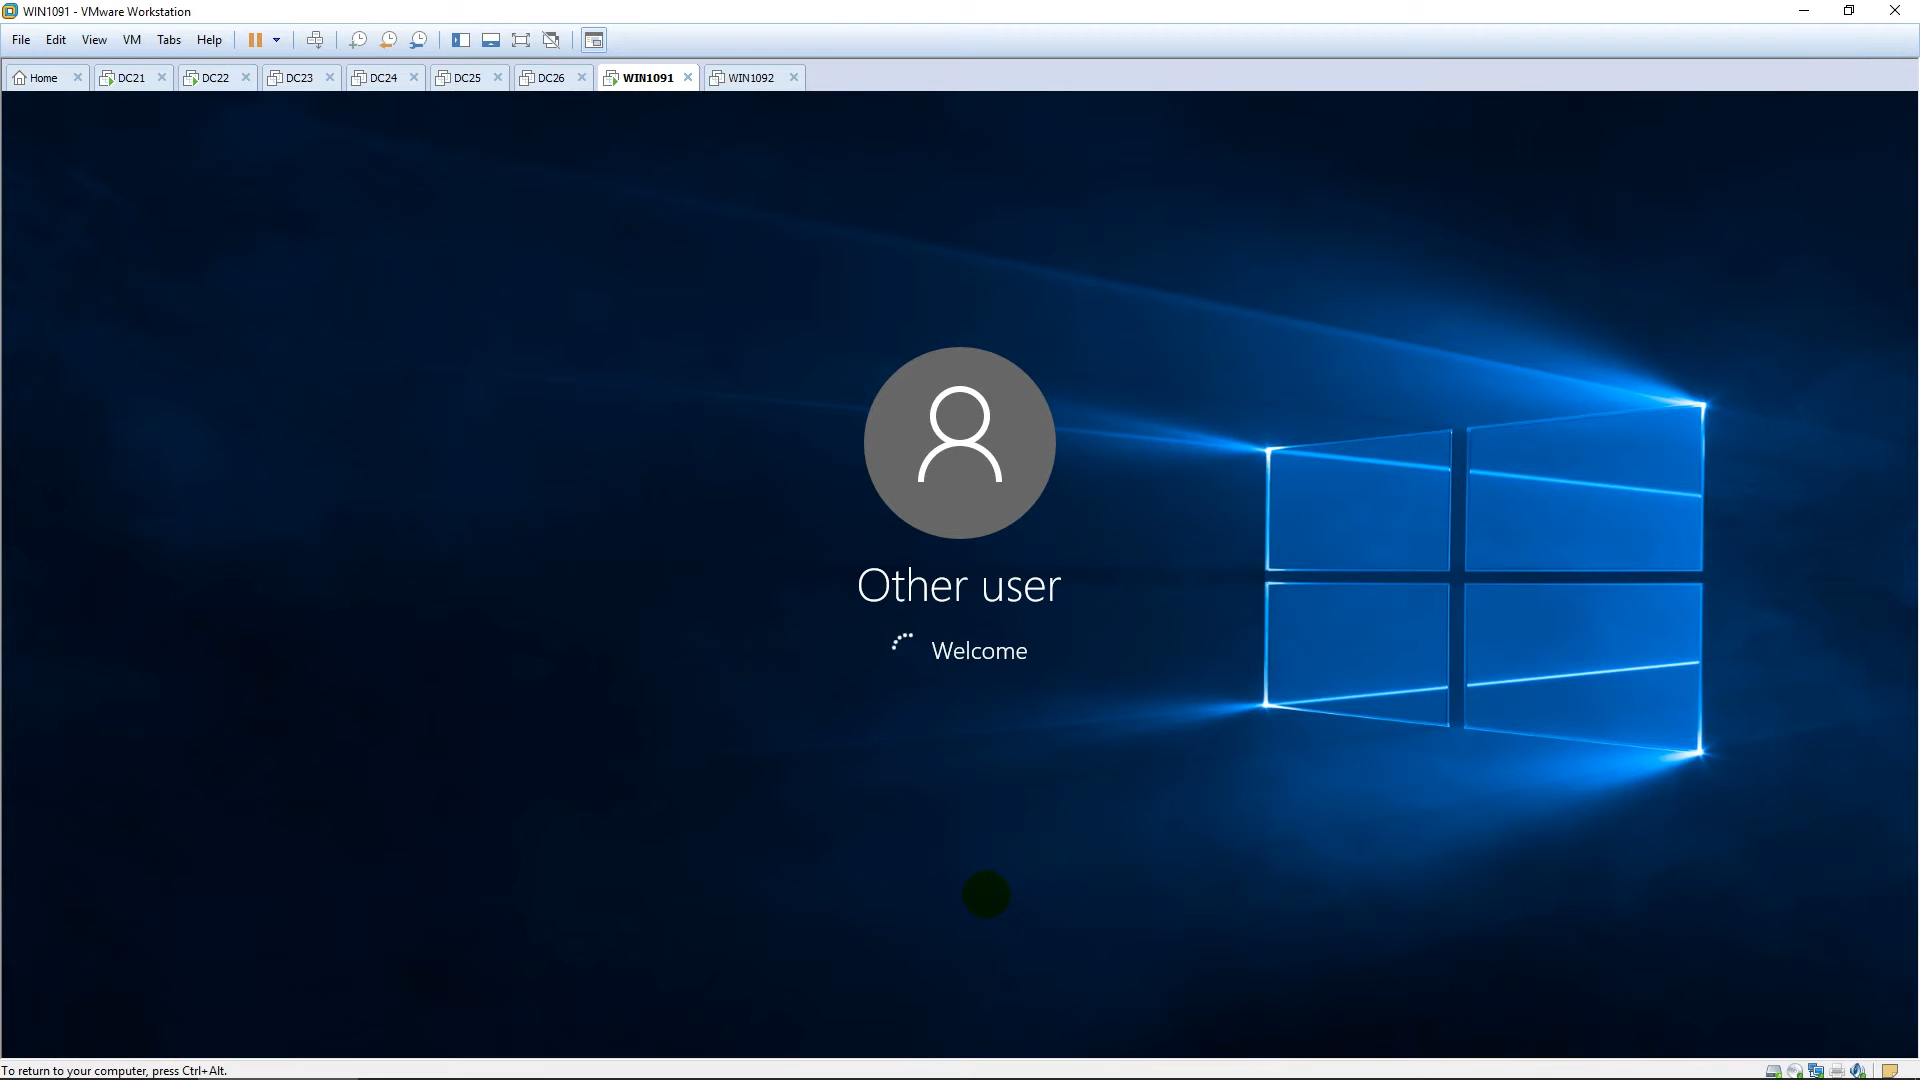 WIN1091 - VMware Workstation
File Edit View VM Tabs Help
Home DC21 DC22 DC23 DC24 DC25 DC26 WIN1091 WIN1092
Other user
Welcome
To return to your computer, press Ctrl+Alt.